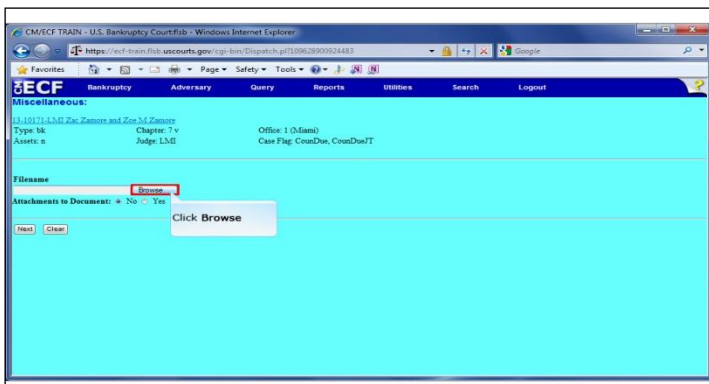 CM/ECF TRAIN - U.S. Bankruptcy Court:flsb - Windows Internet Explorer
https://ecf-train.flsb.uscourts.gov/cgi-bin/Dispatch.pl?109628900924483
Google
Favorites Page Safety Tools
ECF Bankruptcy Adversary Query Reports Utilities Search Logout ?
Miscellaneous:
13-10171-LMI Zac Zamore and Zoe M Zamore
Type: bk Chapter: 7 v Office: 1 (Miami)
Assets: n Judge: LMI Case Flag: CounDue, CounDueJT
Filename
Browse...
Attachments to Document: No Yes
Click Browse
Next Clear